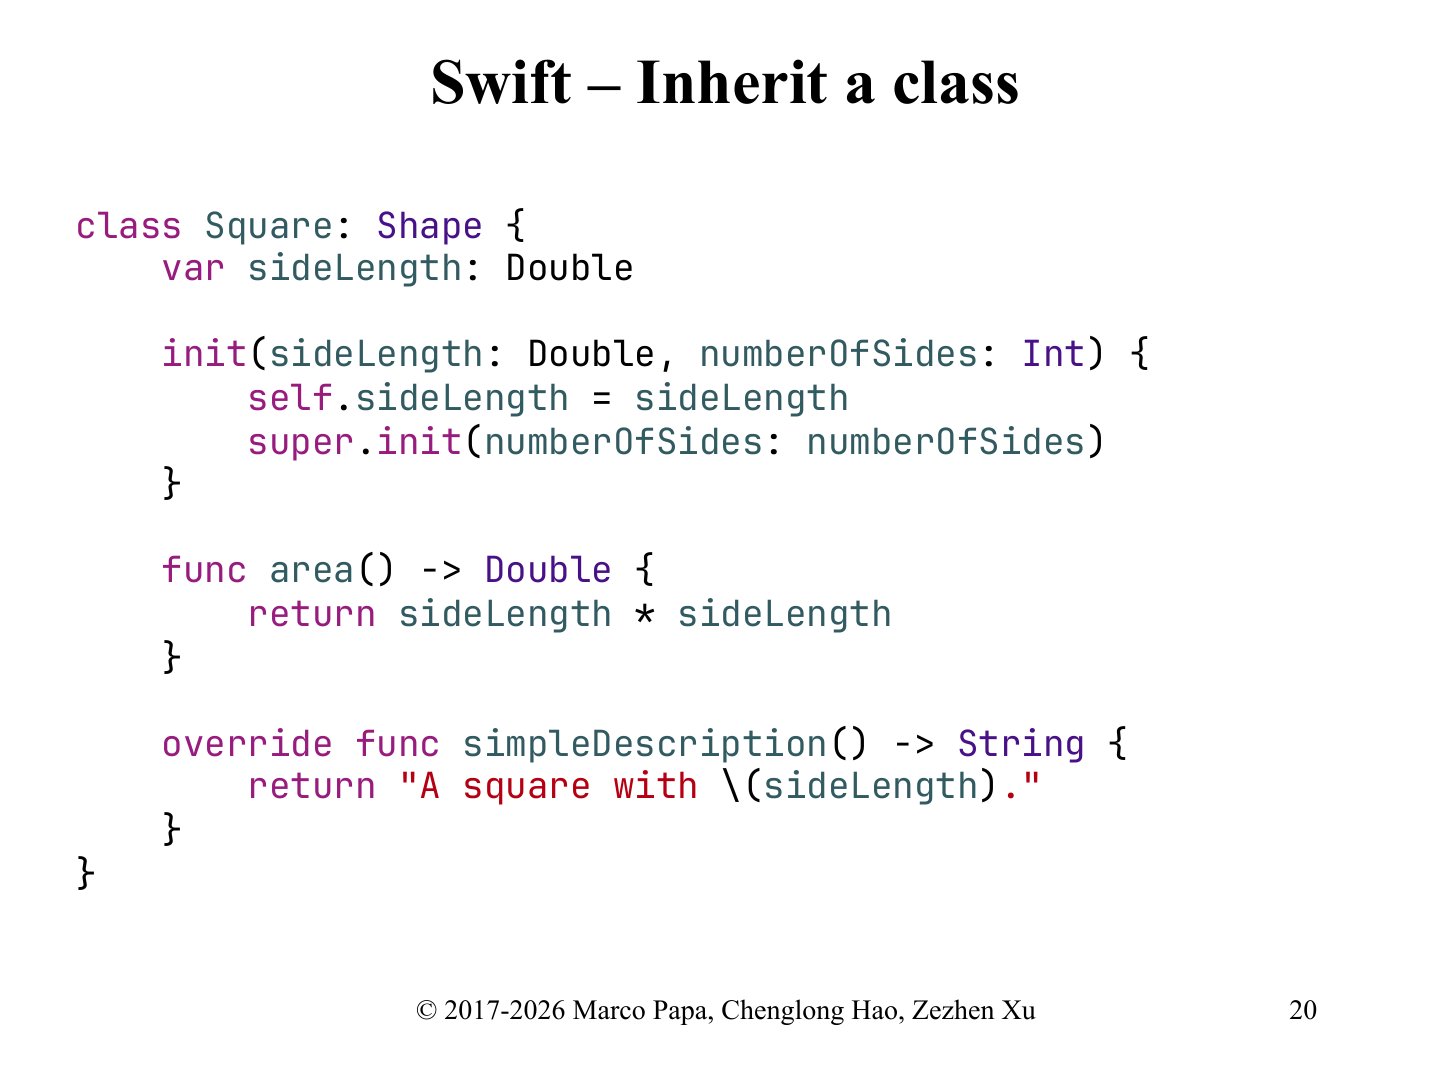 Swift – Inherit a class
class Square: Shape {
    var sideLength: Double
    init(sideLength: Double, numberOfSides: Int) {
        self.sideLength = sideLength
        super.init(numberOfSides: numberOfSides)
    }
    func area() -> Double {
        return sideLength * sideLength
    }
    override func simpleDescription() -> String {
        return "A square with \(sideLength)."
    }
}
© 2017-2026 Marco Papa, Chenglong Hao, Zezhen Xu
20